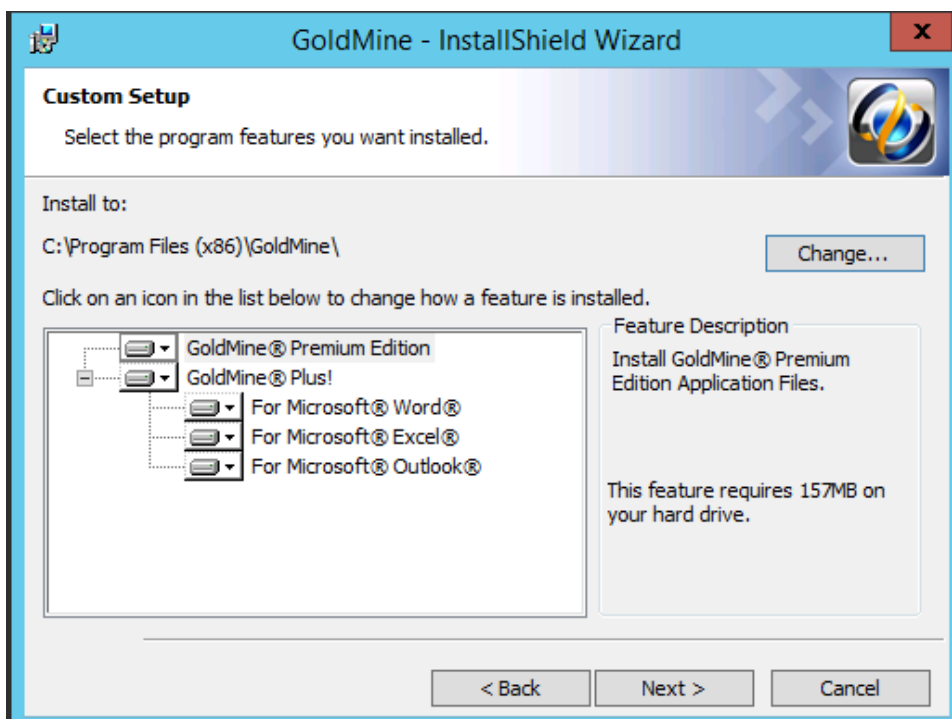 GoldMine - InstallShield Wizard
x
Custom Setup
Select the program features you want installed.
Install to:
C:\Program Files (x86)\GoldMine\
Change...
Click on an icon in the list below to change how a feature is installed.
GoldMine® Premium Edition
GoldMine® Plus!
For Microsoft® Word®
For Microsoft® Excel®
For Microsoft® Outlook®
Feature Description
Install GoldMine® Premium
Edition Application Files.
This feature requires 157MB on
your hard drive.
< Back
Next >
Cancel